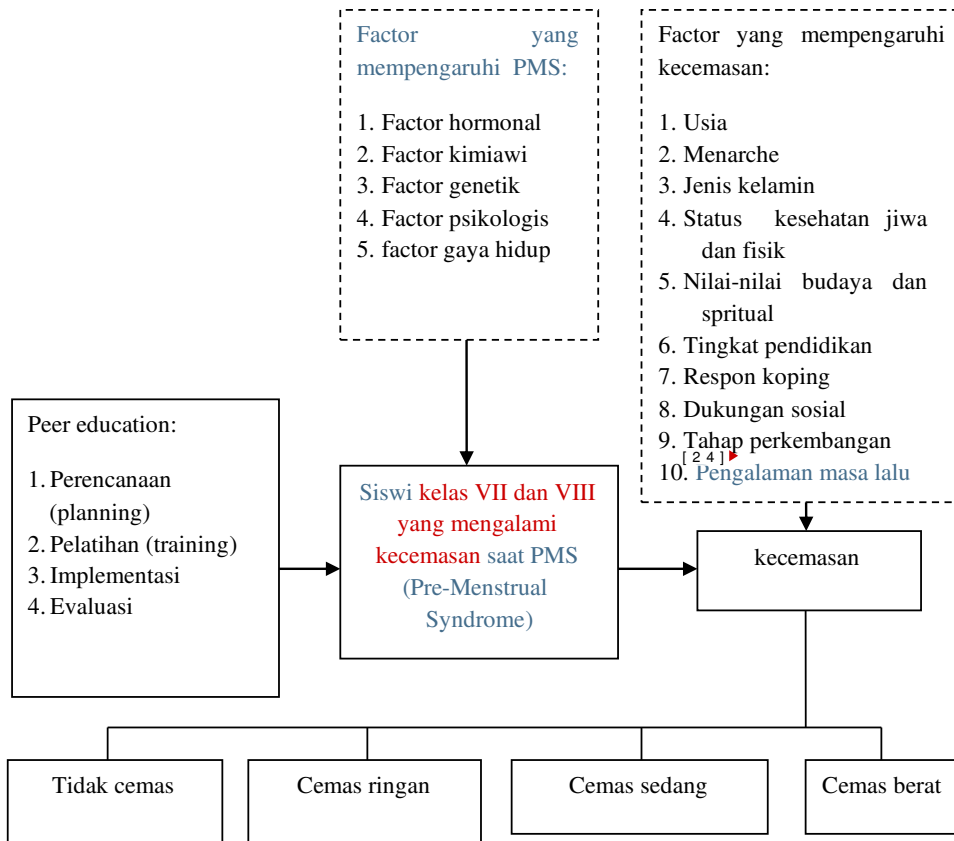 Factor yang
mempengaruhi PMS:
1. Factor hormonal
2. Factor kimiawi
3. Factor genetik
4. Factor psikologis
5. factor gaya hidup
Factor yang mempengaruhi
kecemasan:
1. Usia
2. Menarche
3. Jenis kelamin
4. Status kesehatan jiwa
dan fisik
5. Nilai-nilai budaya dan
spritual
6. Tingkat pendidikan
7. Respon koping
8. Dukungan sosial
9. Tahap perkembangan
[24]
10. Pengalaman masa lalu
Peer education:
1. Perencanaan
(planning)
2. Pelatihan (training)
3. Implementasi
4. Evaluasi
Siswi kelas VII dan VIII
yang mengalami
kecemasan saat PMS
(Pre-Menstrual
Syndrome)
kecemasan
Tidak cemas
Cemas ringan
Cemas sedang
Cemas berat